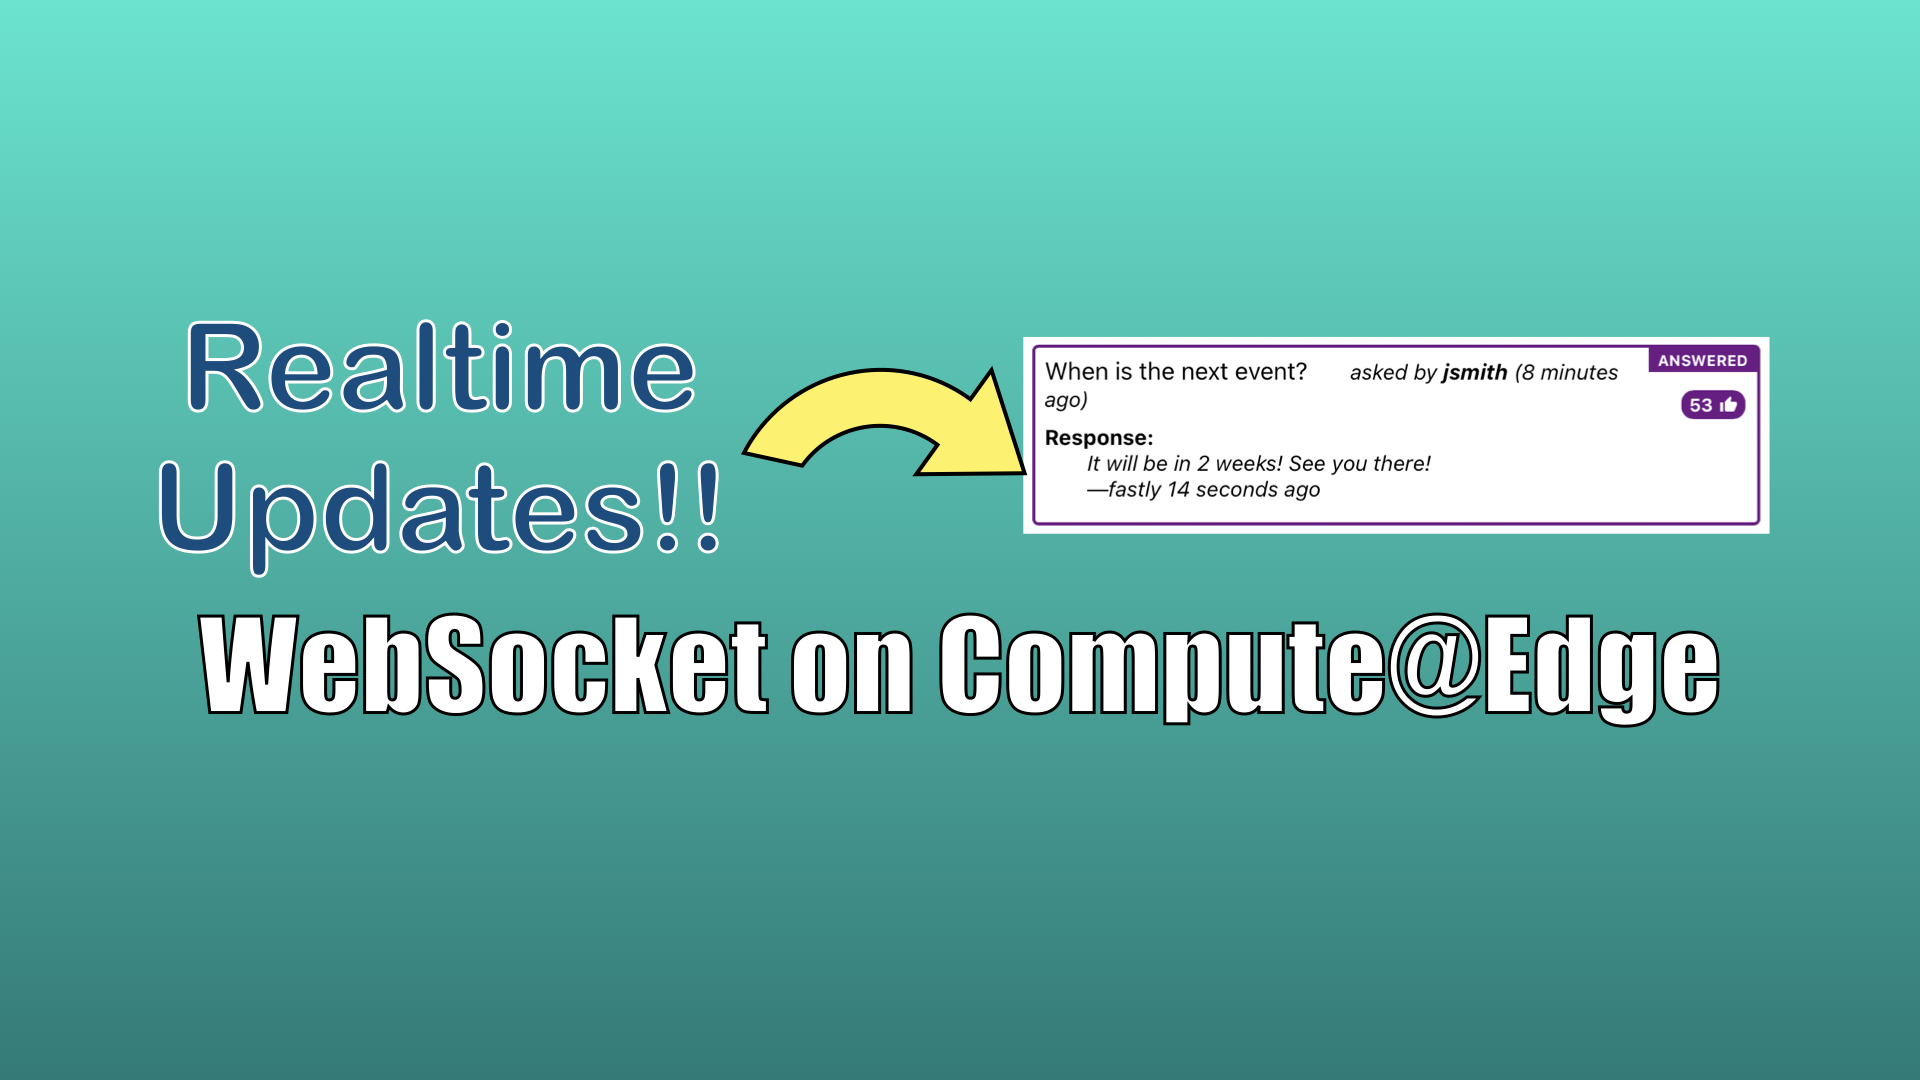 Realtime
Updates!!
When is the next event? asked by jsmith (8 minutes
ago)
ANSWERED
53
Response:
It will be in 2 weeks! See you there!
—fastly 14 seconds ago
WebSocket on Compute@Edge